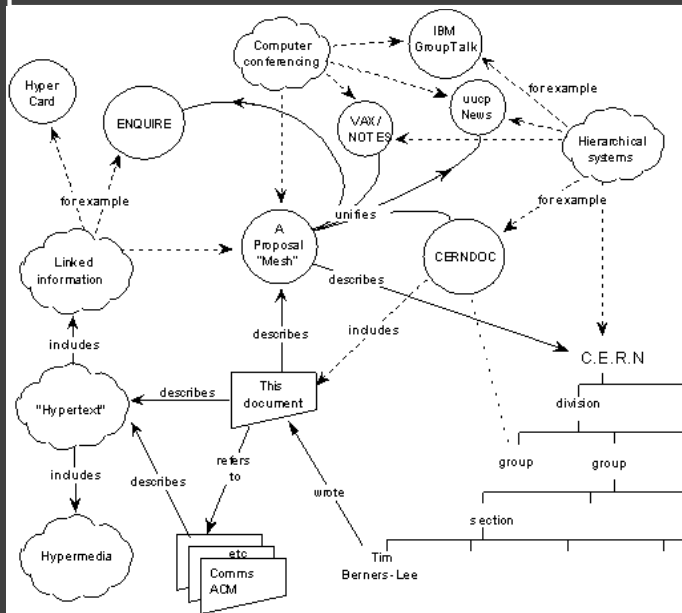 IBM
GroupTalk
Computer
conferencing
Hyper
Card
for example
uucp
News
ENQUIRE
VAX/
NOTES
Hierarchical
systems
for example
unifies
for example
A
Proposal
"Mesh"
CERNDOC
Linked
information
describes
includes
describes
C.E.R.N
includes
This
document
describes
division
"Hypertext"
refers
to
group
group
includes
describes
wrote
section
etc
Hypermedia
Comms
ACM
Tim
Berners-Lee